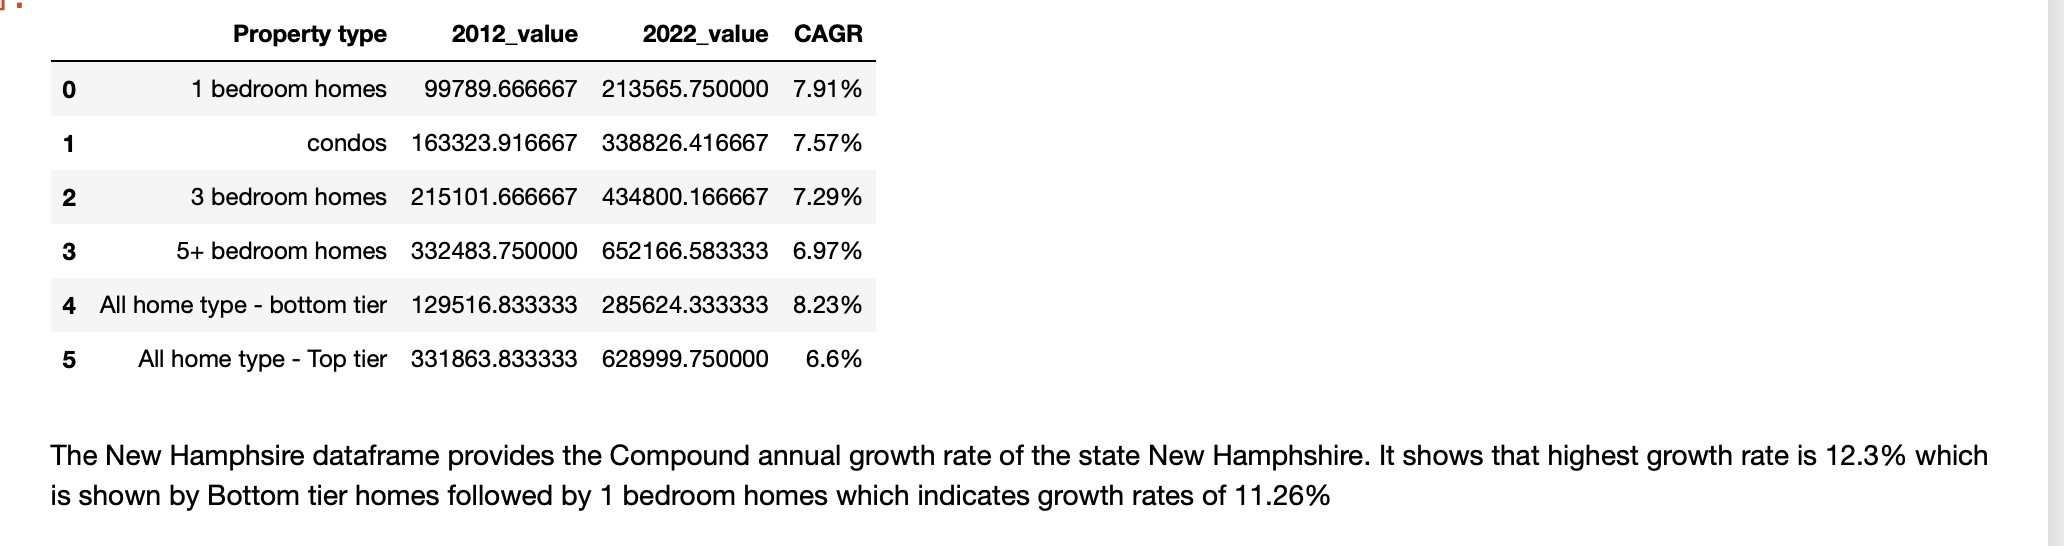 Property type 2012_value 2022_value CAGR
0 1 bedroom homes 99789.666667 213565.750000 7.91%
1 condos 163323.916667 338826.416667 7.57%
2 3 bedroom homes 215101.666667 434800.166667 7.29%
3 5+ bedroom homes 332483.750000 652166.583333 6.97%
4 All home type - bottom tier 129516.833333 285624.333333 8.23%
5 All home type - Top tier 331863.833333 628999.750000 6.6%
The New Hamphsire dataframe provides the Compound annual growth rate of the state New Hamphshire. It shows that highest growth rate is 12.3% which
is shown by Bottom tier homes followed by 1 bedroom homes which indicates growth rates of 11.26%